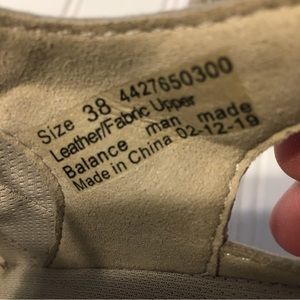 Size 38 4427650300
Leather/Fabric Upper
Balance man made
Made in China 02-12-19